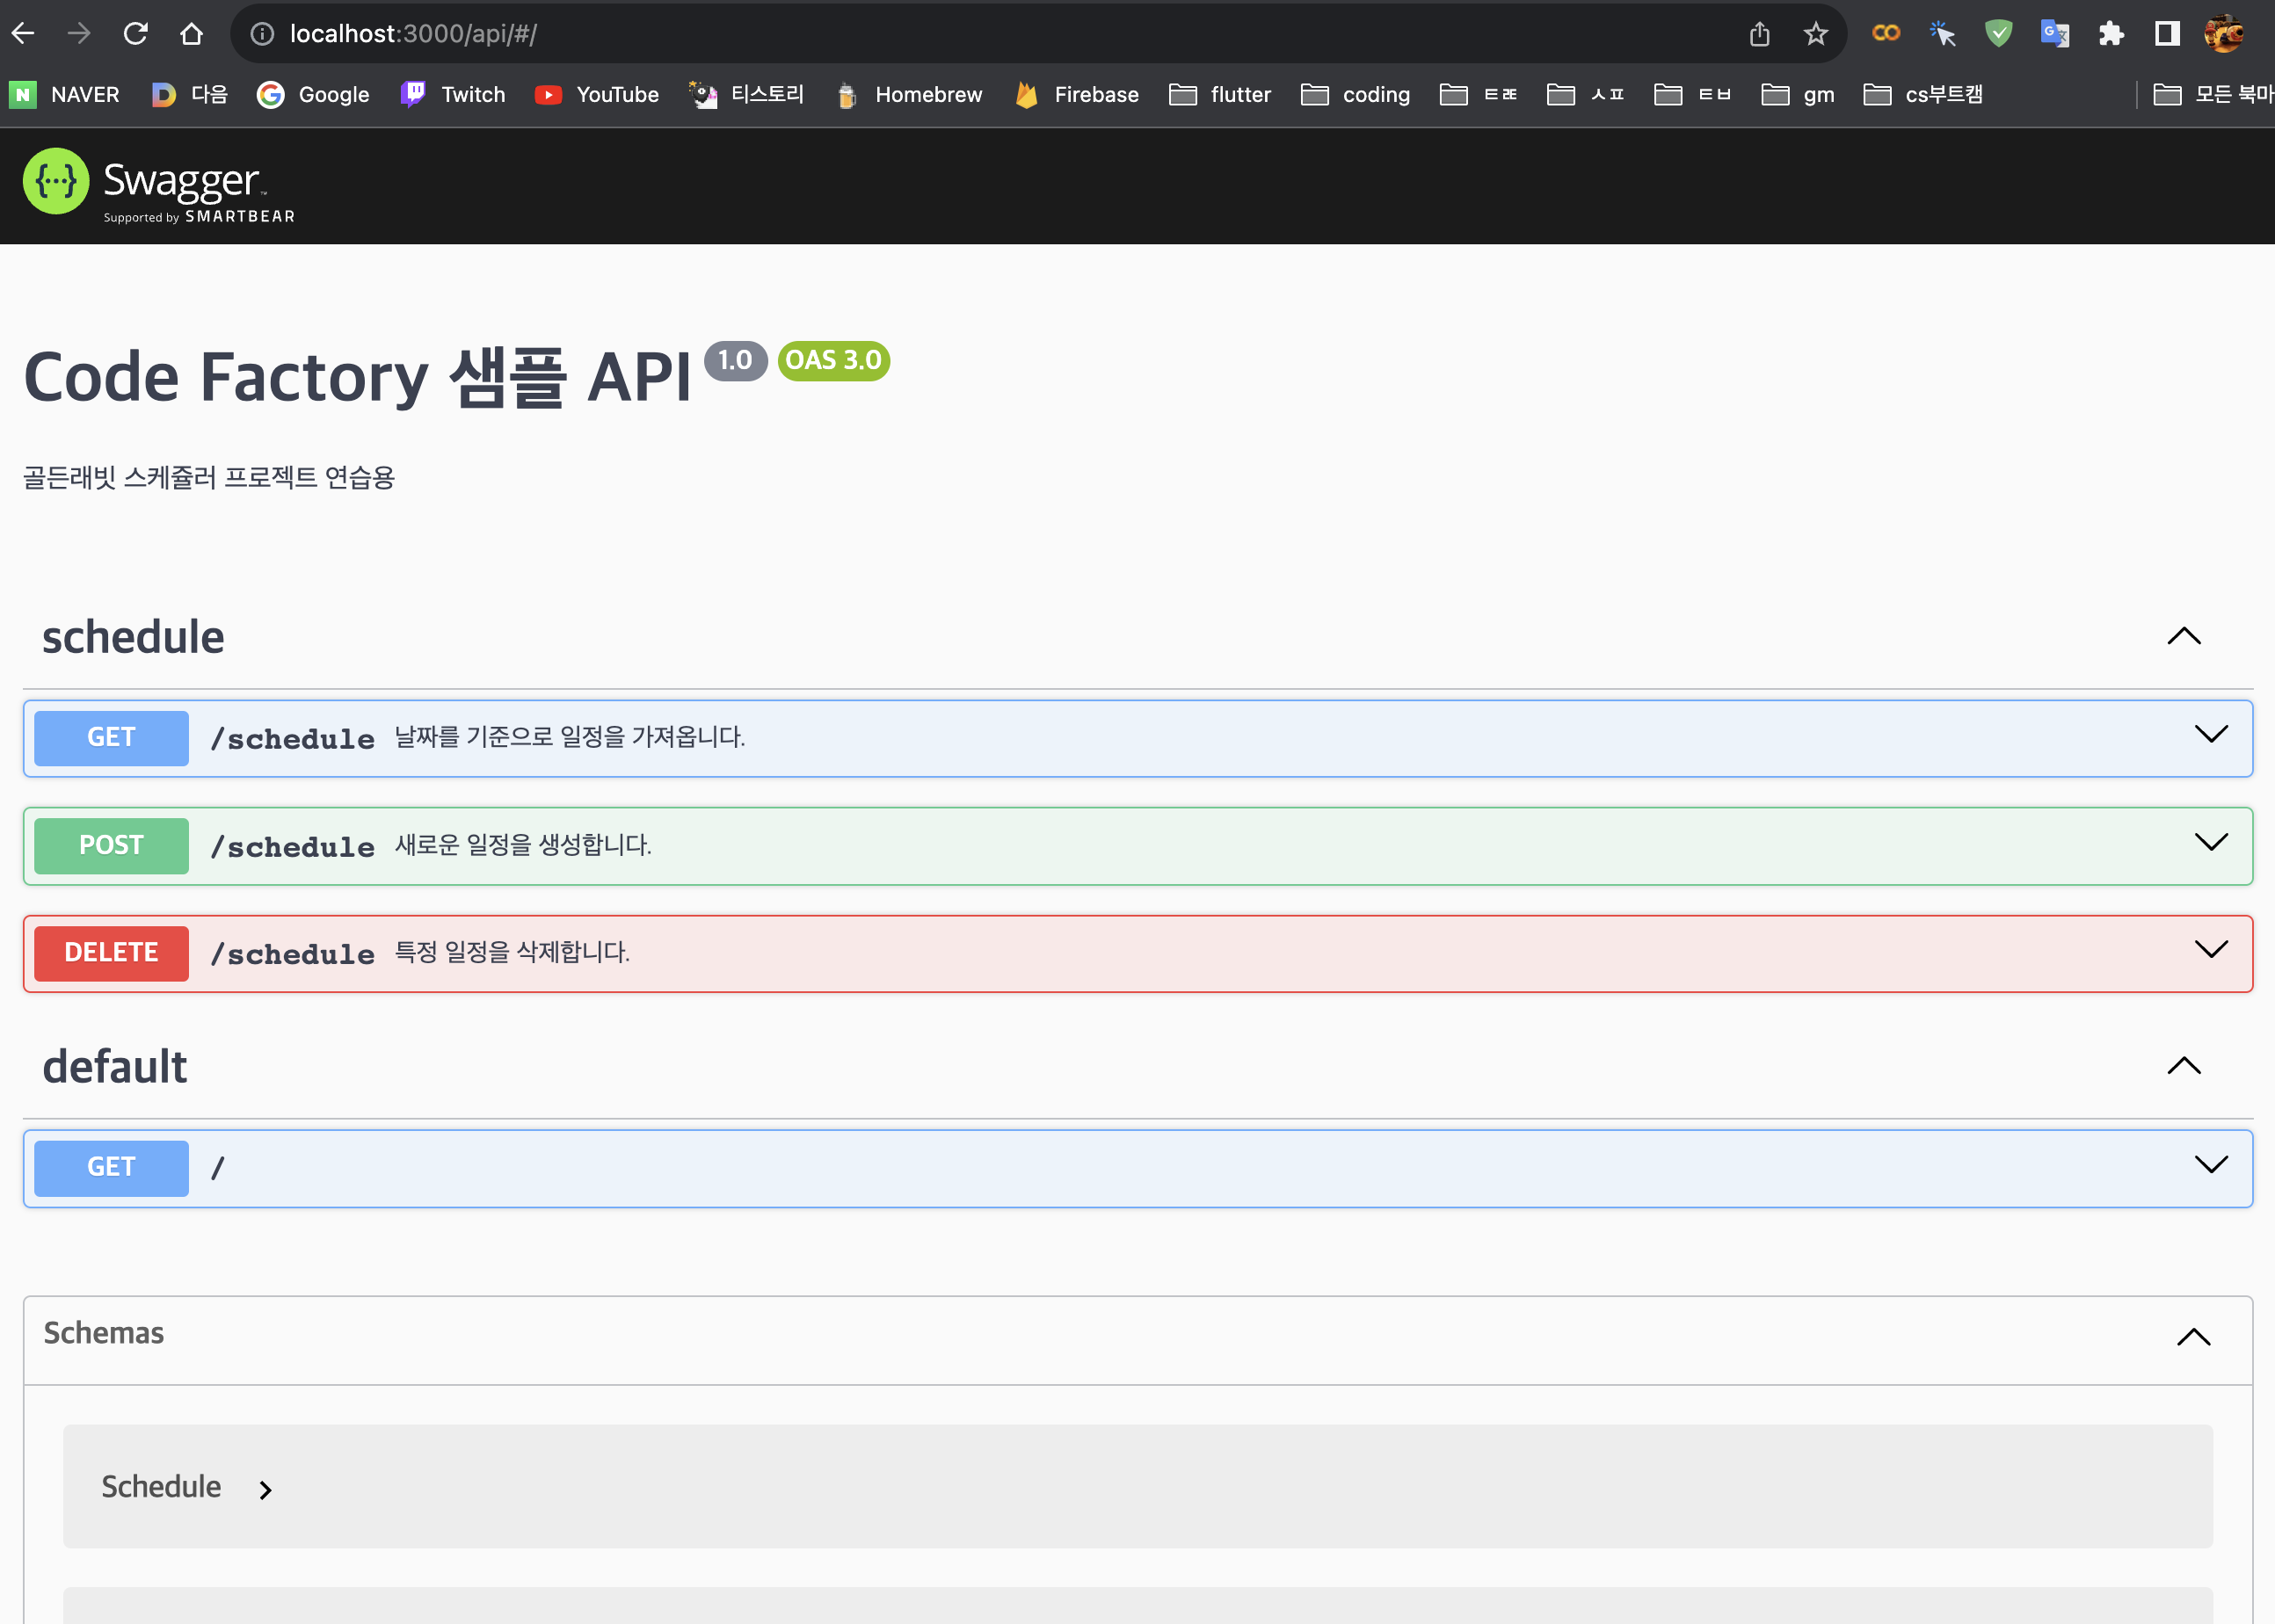 localhost:3000/api/#/
NAVER 다음 Google Twitch YouTube 티스토리 Homebrew Firebase flutter coding ㅌㄹㅌ ㅅㅍ ㅌㅂ gm cs부트캠 모든 북마
Swagger™
Supported by SMARTBEAR
Code Factory 샘플 API 1.0 OAS 3.0
골든래빗 스케쥴러 프로젝트 연습용
schedule
GET /schedule 날짜를 기준으로 일정을 가져옵니다.
POST /schedule 새로운 일정을 생성합니다.
DELETE /schedule 특정 일정을 삭제합니다.
default
GET /
Schemas
Schedule